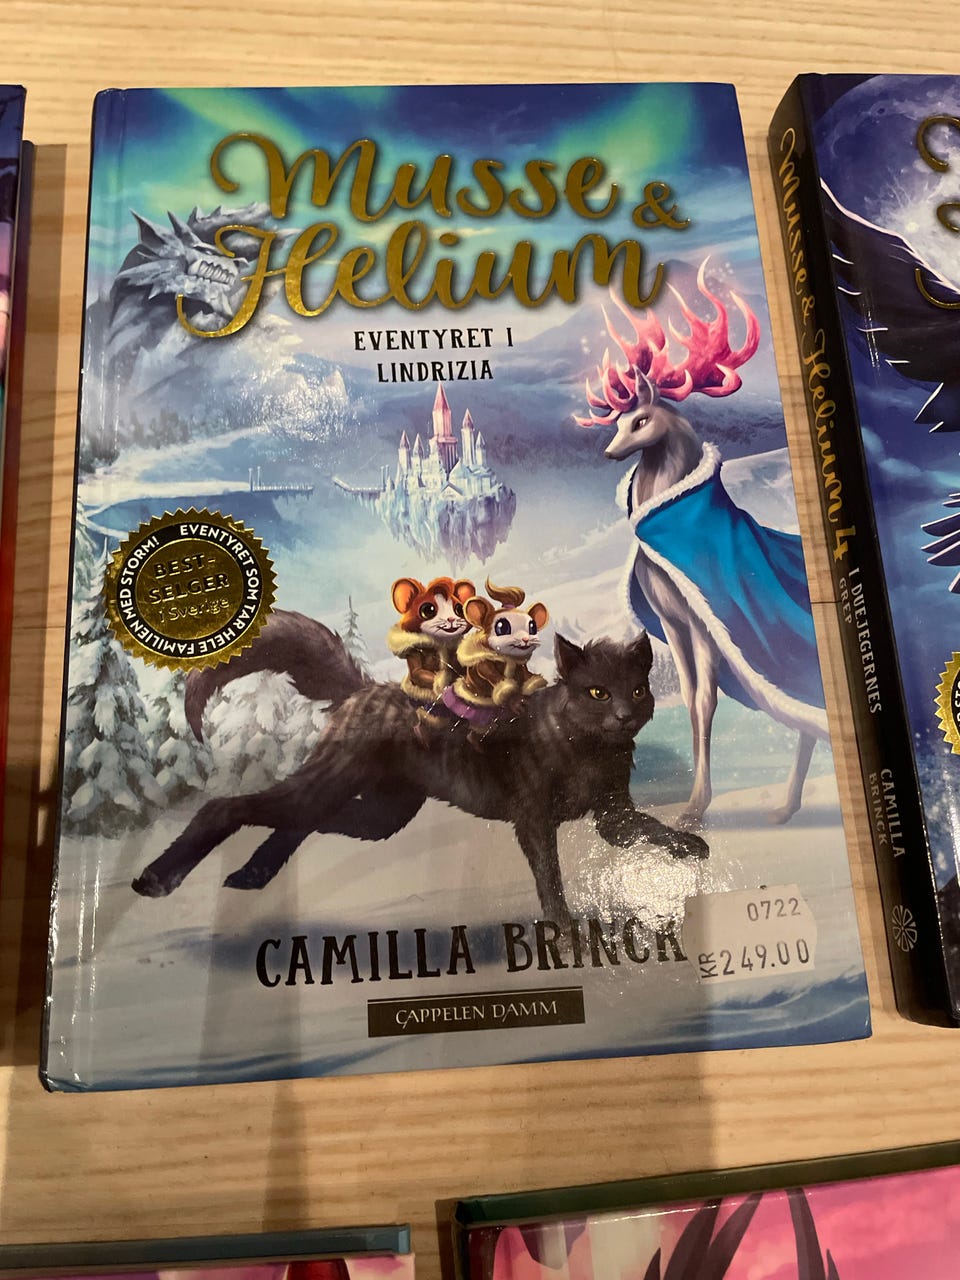 Musse &
Helium
EVENTYRET I
LINDRIZIA
EVENTYRET SOM TAR HELE FAMILIEN MED STORM!
BEST-
SELGER
i Sverige
CAMILLA BRINCK
CAPPELEN DAMM
0722
KR 249.00
Musse & Helium 4
I DUEJEGERNES
GREP
CAMILLA
BRINCK